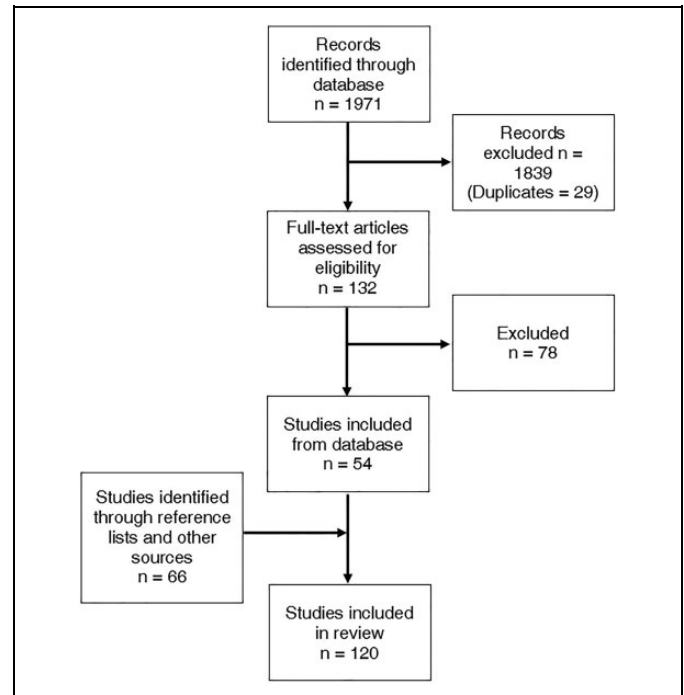 Records
identified through
database
n = 1971
Records
excluded n =
1839
(Duplicates = 29)
Full-text articles
assessed for
eligibility
n = 132
Excluded
n = 78
Studies included
from database
n = 54
Studies identified
through reference
lists and other
sources
n = 66
Studies included
in review
n = 120